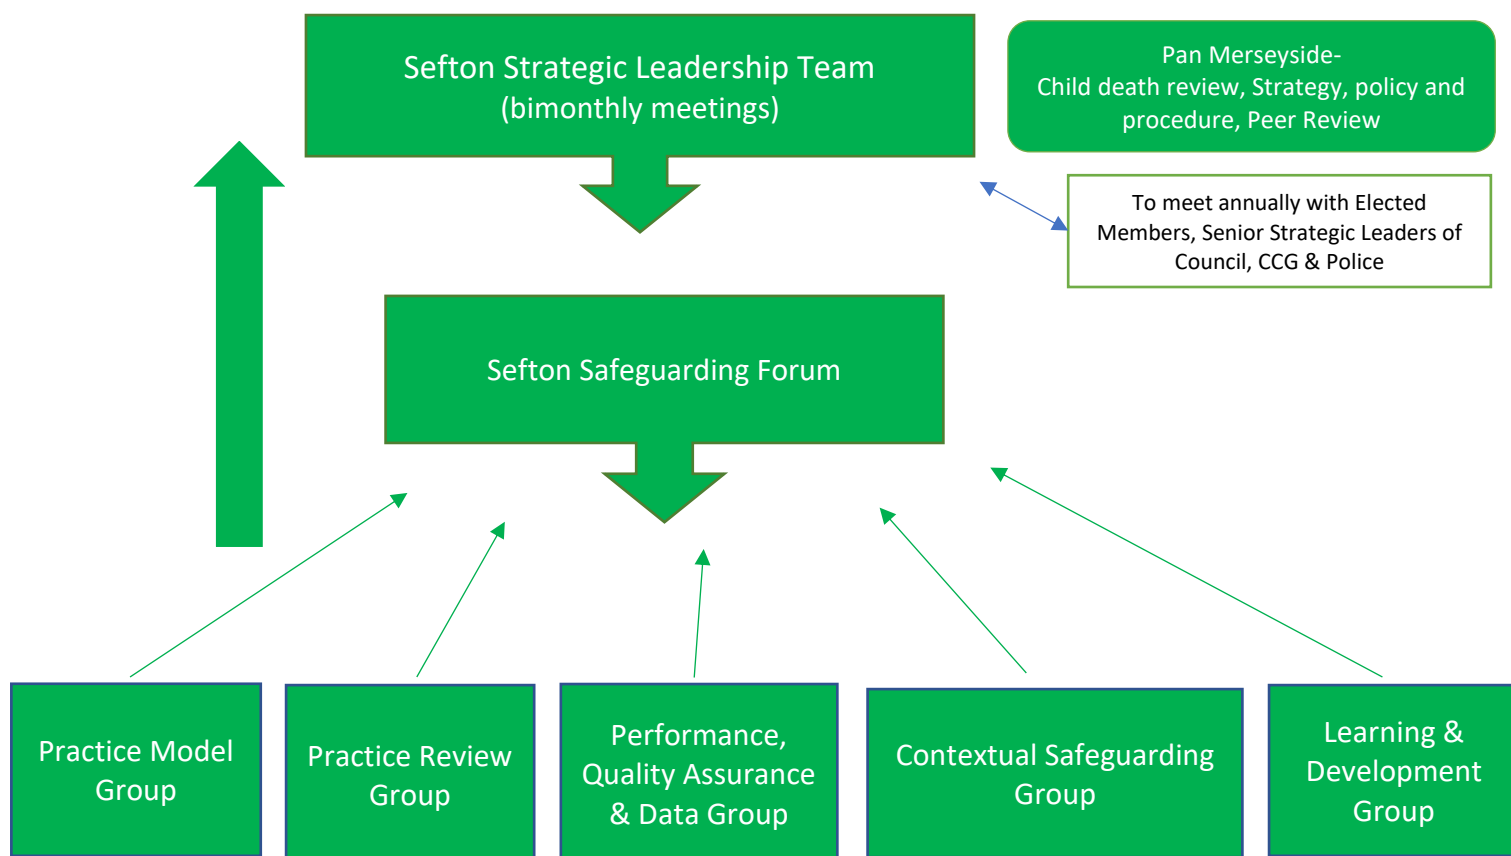 Sefton Strategic Leadership Team
(bimonthly meetings)
Pan Merseyside-
Child death review, Strategy, policy and
procedure, Peer Review
To meet annually with Elected
Members, Senior Strategic Leaders of
Council, CCG & Police
Sefton Safeguarding Forum
Practice Model
Group
Practice Review
Group
Performance,
Quality Assurance
& Data Group
Contextual Safeguarding
Group
Learning &
Development
Group